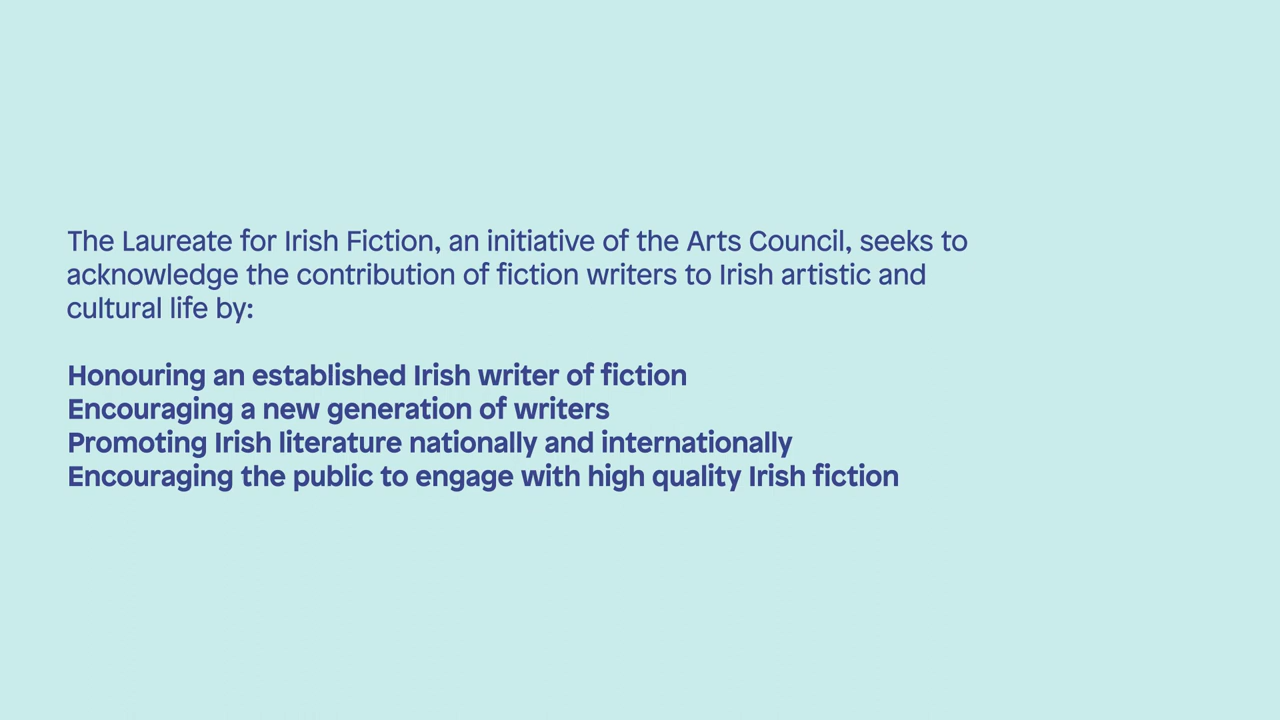 The Laureate for Irish Fiction, an initiative of the Arts Council, seeks to
acknowledge the contribution of fiction writers to Irish artistic and
cultural life by:
Honouring an established Irish writer of fiction
Encouraging a new generation of writers
Promoting Irish literature nationally and internationally
Encouraging the public to engage with high quality Irish fiction